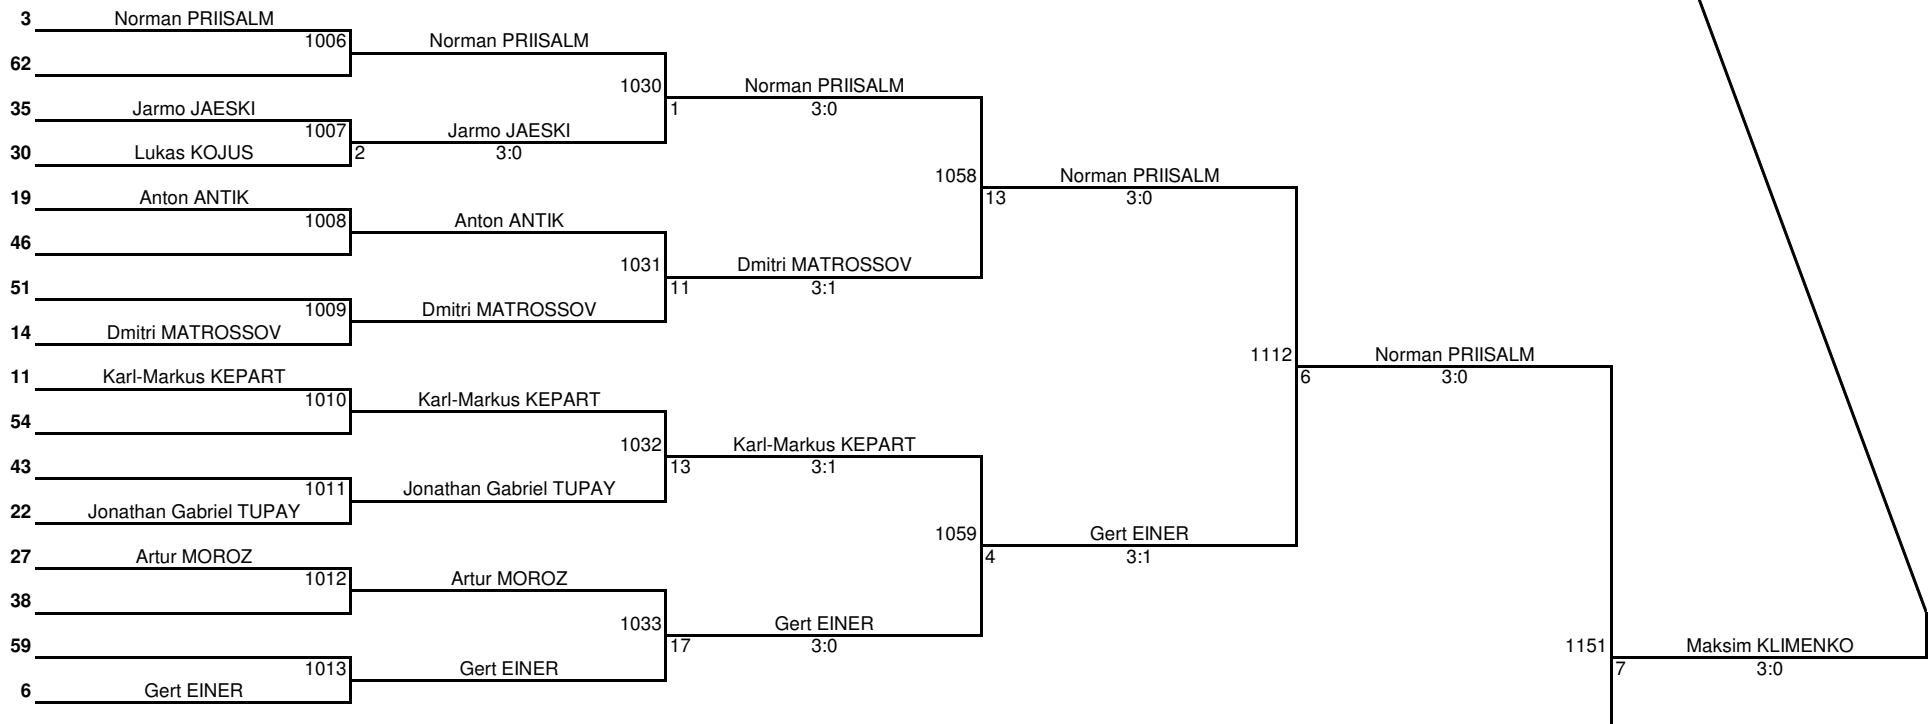 3 Norman PRIISALM
1006 Norman PRIISALM
62
1030 Norman PRIISALM
35 Jarmo JAESKI
1 3:0
1007 Jarmo JAESKI
30 Lukas KOJUS 2 3:0
1058 Norman PRIISALM
19 Anton ANTIK
13 3:0
1008 Anton ANTIK
46
1031 Dmitri MATROSSOV
51
11 3:1
1009 Dmitri MATROSSOV
14 Dmitri MATROSSOV
1112 Norman PRIISALM
11 Karl-Markus KEPART
6 3:0
1010 Karl-Markus KEPART
54
1032 Karl-Markus KEPART
43
13 3:1
1011 Jonathan Gabriel TUPAY
22 Jonathan Gabriel TUPAY
1059 Gert EINER
27 Artur MOROZ
4 3:1
1012 Artur MOROZ
38
1033 Gert EINER
59
17 3:0
1151 Maksim KLIMENKO
1013 Gert EINER
7 3:0
6 Gert EINER